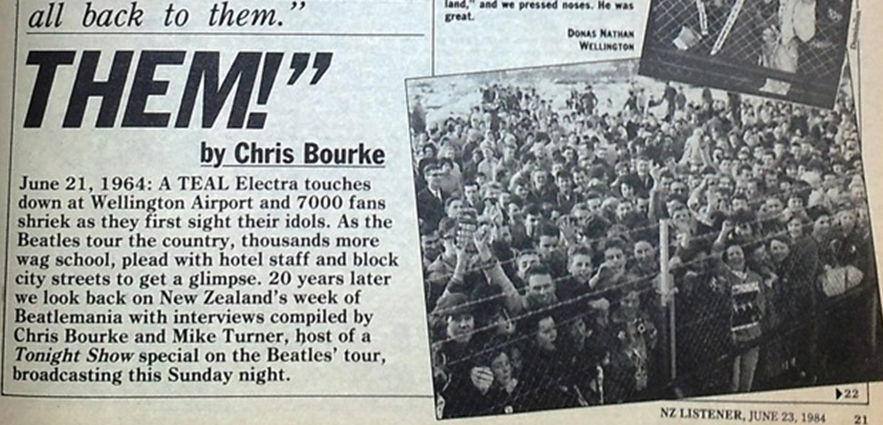 all back to them.”
THEM!”
by Chris Bourke
June 21, 1964: A TEAL Electra touches
down at Wellington Airport and 7000 fans
shriek as they first sight their idols. As the
Beatles tour the country, thousands more
wag school, plead with hotel staff and block
city streets to get a glimpse. 20 years later
we look back on New Zealand’s week of
Beatlemania with interviews compiled by
Chris Bourke and Mike Turner, host of a
Tonight Show special on the Beatles’ tour,
broadcasting this Sunday night.
land,” and we pressed noses. He was
great.
DONAS NATHAN
WELLINGTON
▶22
NZ LISTENER, JUNE 23, 1984 21